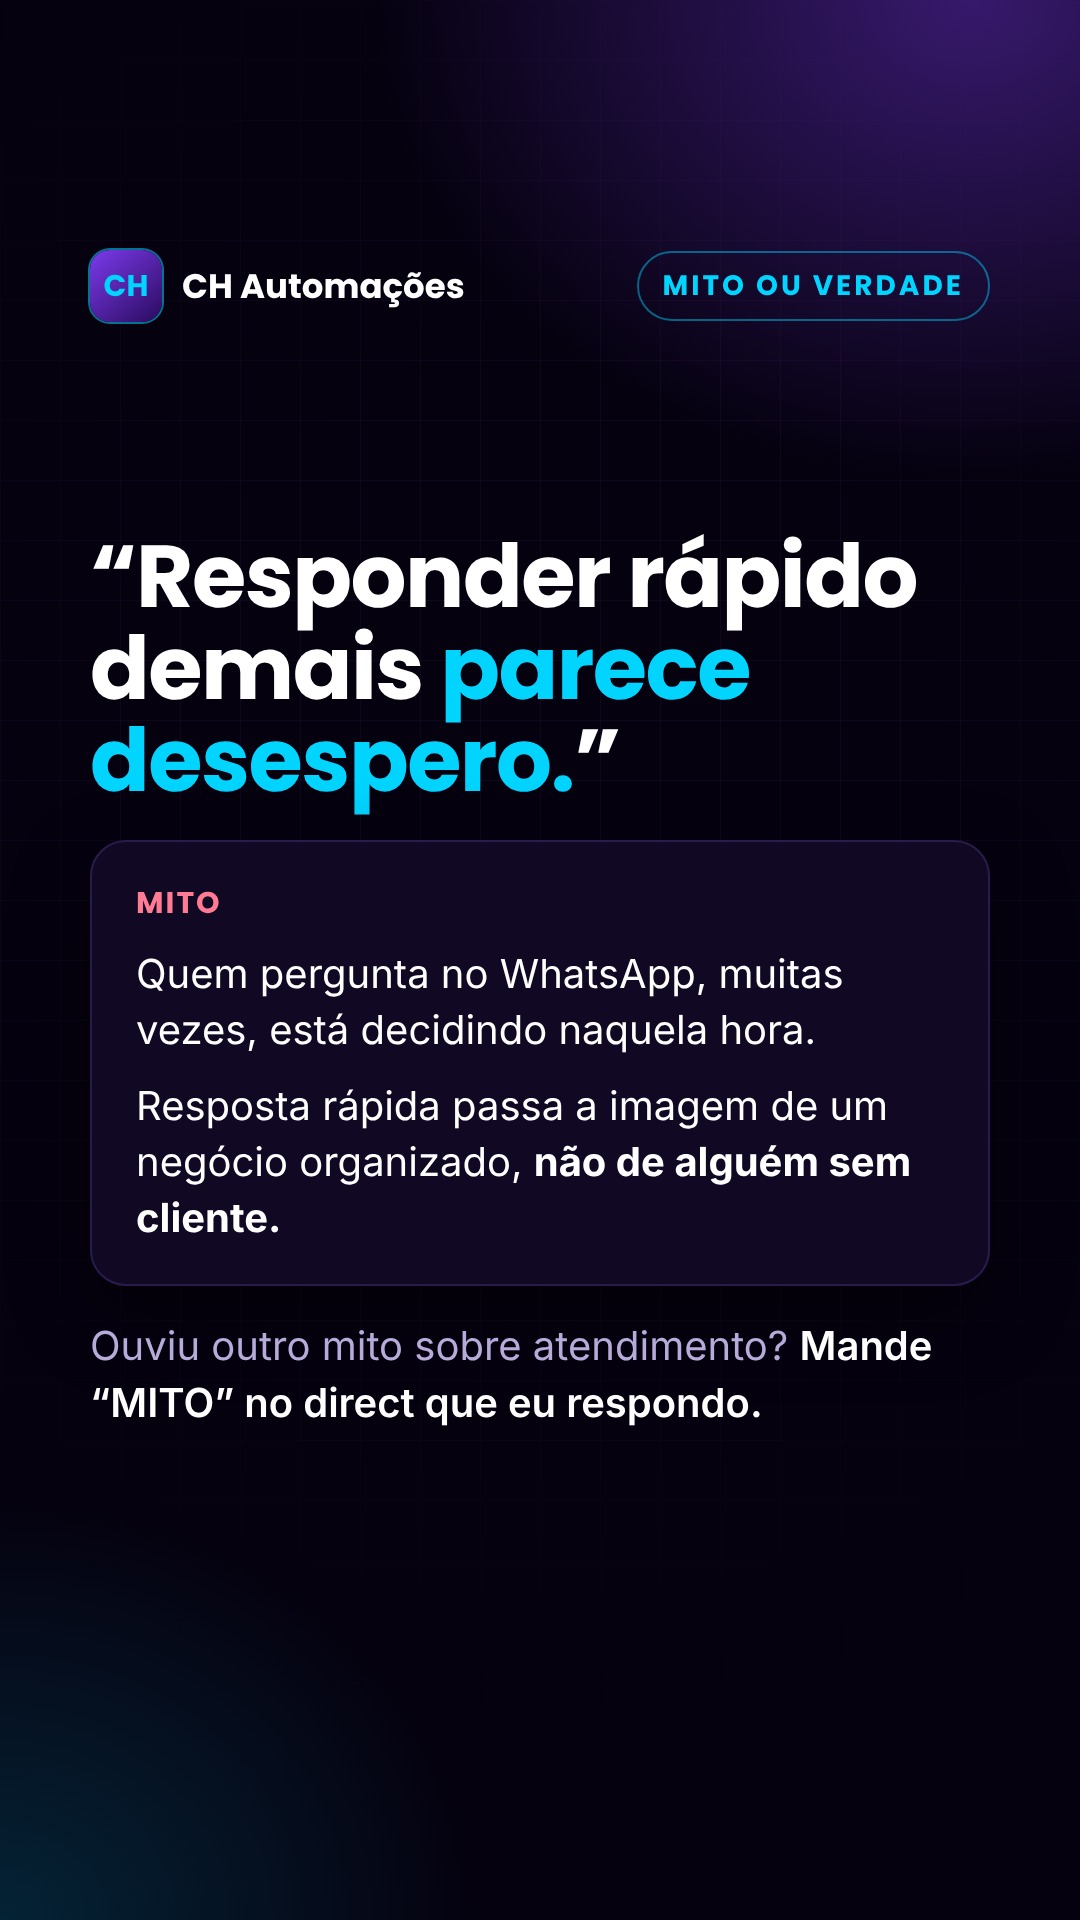 CH
CH Automações
MITO OU VERDADE
“Responder rápido
demais parece
desespero.”
MITO
Quem pergunta no WhatsApp, muitas
vezes, está decidindo naquela hora.
Resposta rápida passa a imagem de um
negócio organizado, não de alguém sem
cliente.
Ouviu outro mito sobre atendimento? Mande
“MITO” no direct que eu respondo.